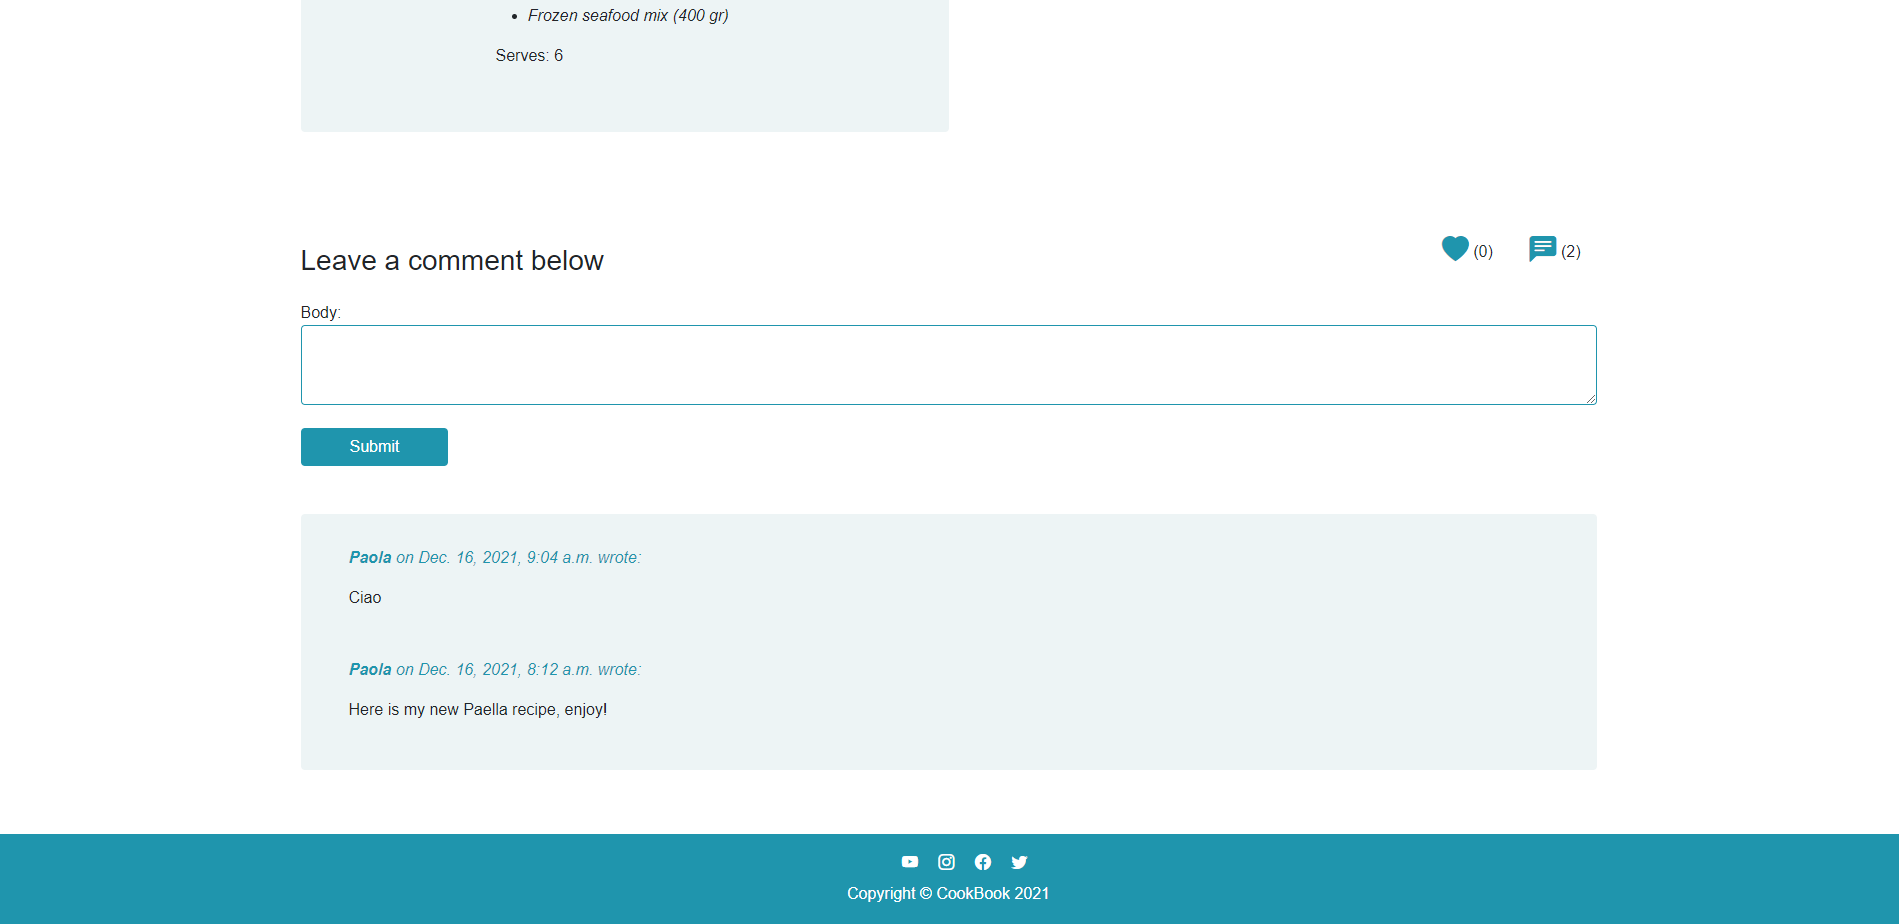 Frozen seafood mix (400 gr)
Serves: 6
Leave a comment below
(0)
(2)
Body:
Submit
Paola on Dec. 16, 2021, 9:04 a.m. wrote:
Ciao
Paola on Dec. 16, 2021, 8:12 a.m. wrote:
Here is my new Paella recipe, enjoy!
Copyright © CookBook 2021